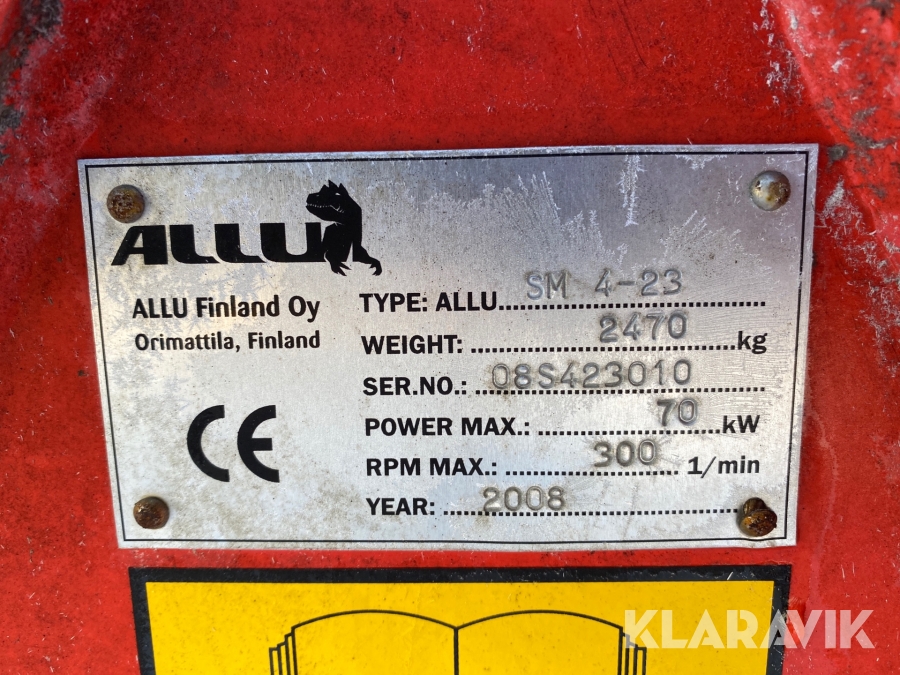 ALLU
ALLU Finland Oy
Orimattila, Finland
CE
TYPE: ALLU SM 4-23
WEIGHT: 2470 kg
SER.NO.: 08S423010
POWER MAX.: 70 kW
RPM MAX.: 300 1/min
YEAR: 2008
KLARAVIK